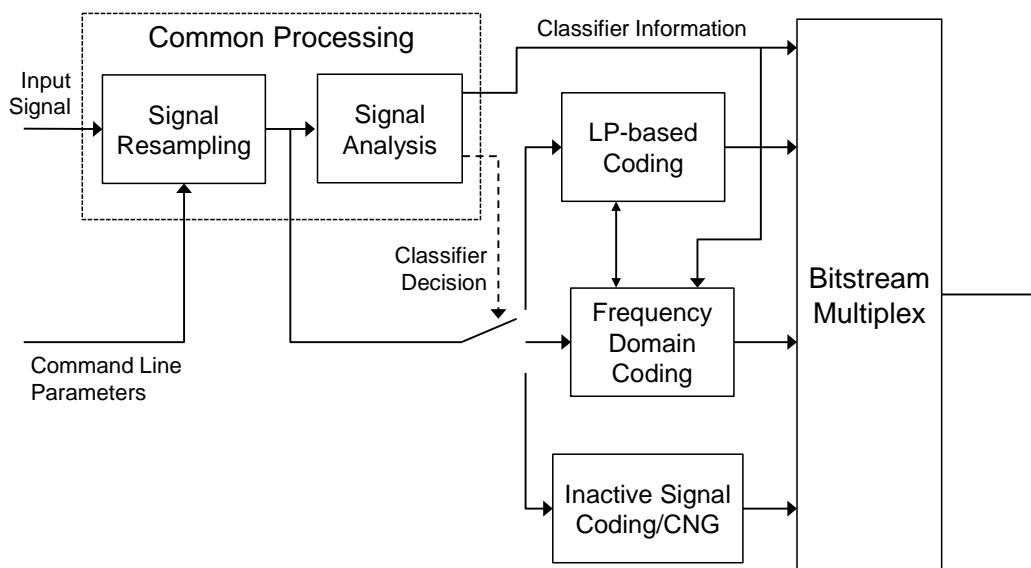 Common Processing
Classifier Information
Input
Signal
Signal
Resampling
Signal
Analysis
LP-based
Coding
Classifier
Decision
Bitstream
Multiplex
Frequency
Domain
Coding
Command Line
Parameters
Inactive Signal
Coding/CNG